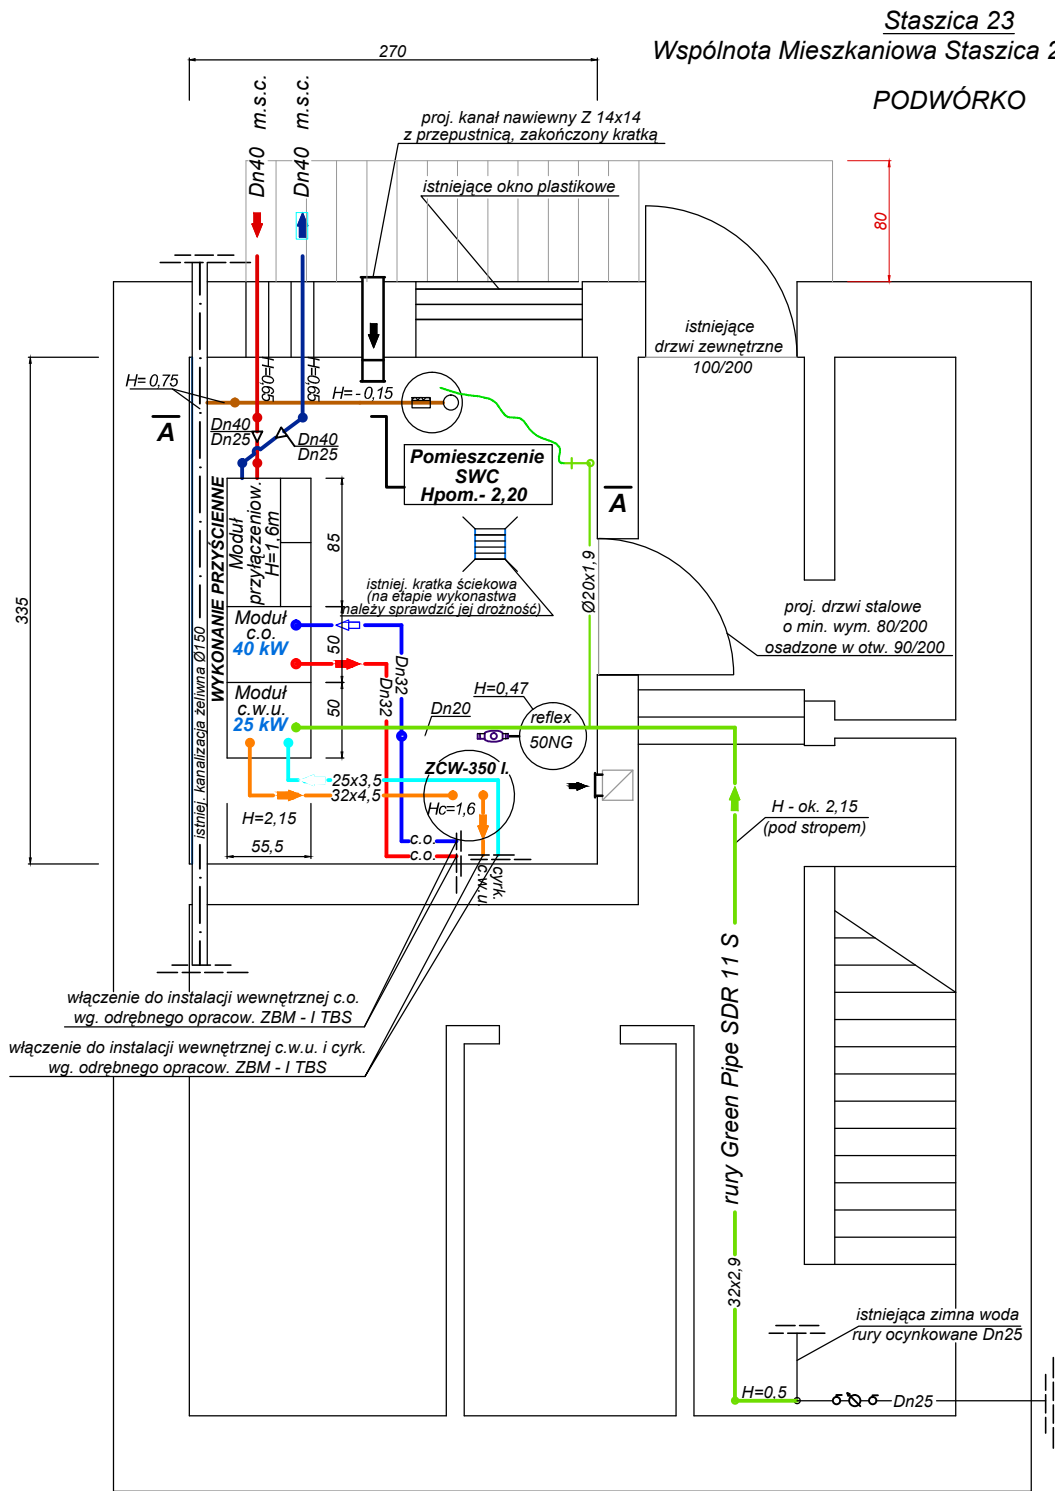 Staszica 23
Wspólnota Mieszkaniowa Staszica 2
PODWÓRKO
270
Dn40 m.s.c.
Dn40 m.s.c.
proj. kanał nawiewny Z 14x14
z przepustnicą, zakończony kratką
istniejące okno plastikowe
80
istniejące
drzwi zewnętrzne
100/200
H=0,75
H=0,65
H=0,65
H=-0,15
A
Dn40
Dn25
Dn40
Dn25
Pomieszczenie
SWC
Hpom.- 2,20
A
335
WYKONANIE PRZYŚCIENNE
istniej. kanalizacja żeliwna Ø150
Moduł
przyłączeniow.
H=1,6m
85
istniej. kratka ściekowa
(na etapie wykonastwa
należy sprawdzić jej drożność)
Ø20x1,9
proj. drzwi stalowe
o min. wym. 80/200
osadzone w otw. 90/200
Moduł
c.o.
40 kW
50
Dn32
Dn32
Moduł
c.w.u.
25 kW
50
H=0,47
Dn20
reflex
50NG
ZCW-350 l.
25x3,5
32x4,5
Hc=1,6
H=2,15
55,5
c.o.
c.o.
c.w.u.
cyrk.
H - ok. 2,15
(pod stropem)
rury Green Pipe SDR 11 S
32x2,9
włączenie do instalacji wewnętrznej c.o.
wg. odrębnego opracow. ZBM - I TBS
włączenie do instalacji wewnętrznej c.w.u. i cyrk.
wg. odrębnego opracow. ZBM - I TBS
istniejąca zimna woda
rury ocynkowane Dn25
H=0,5
Dn25